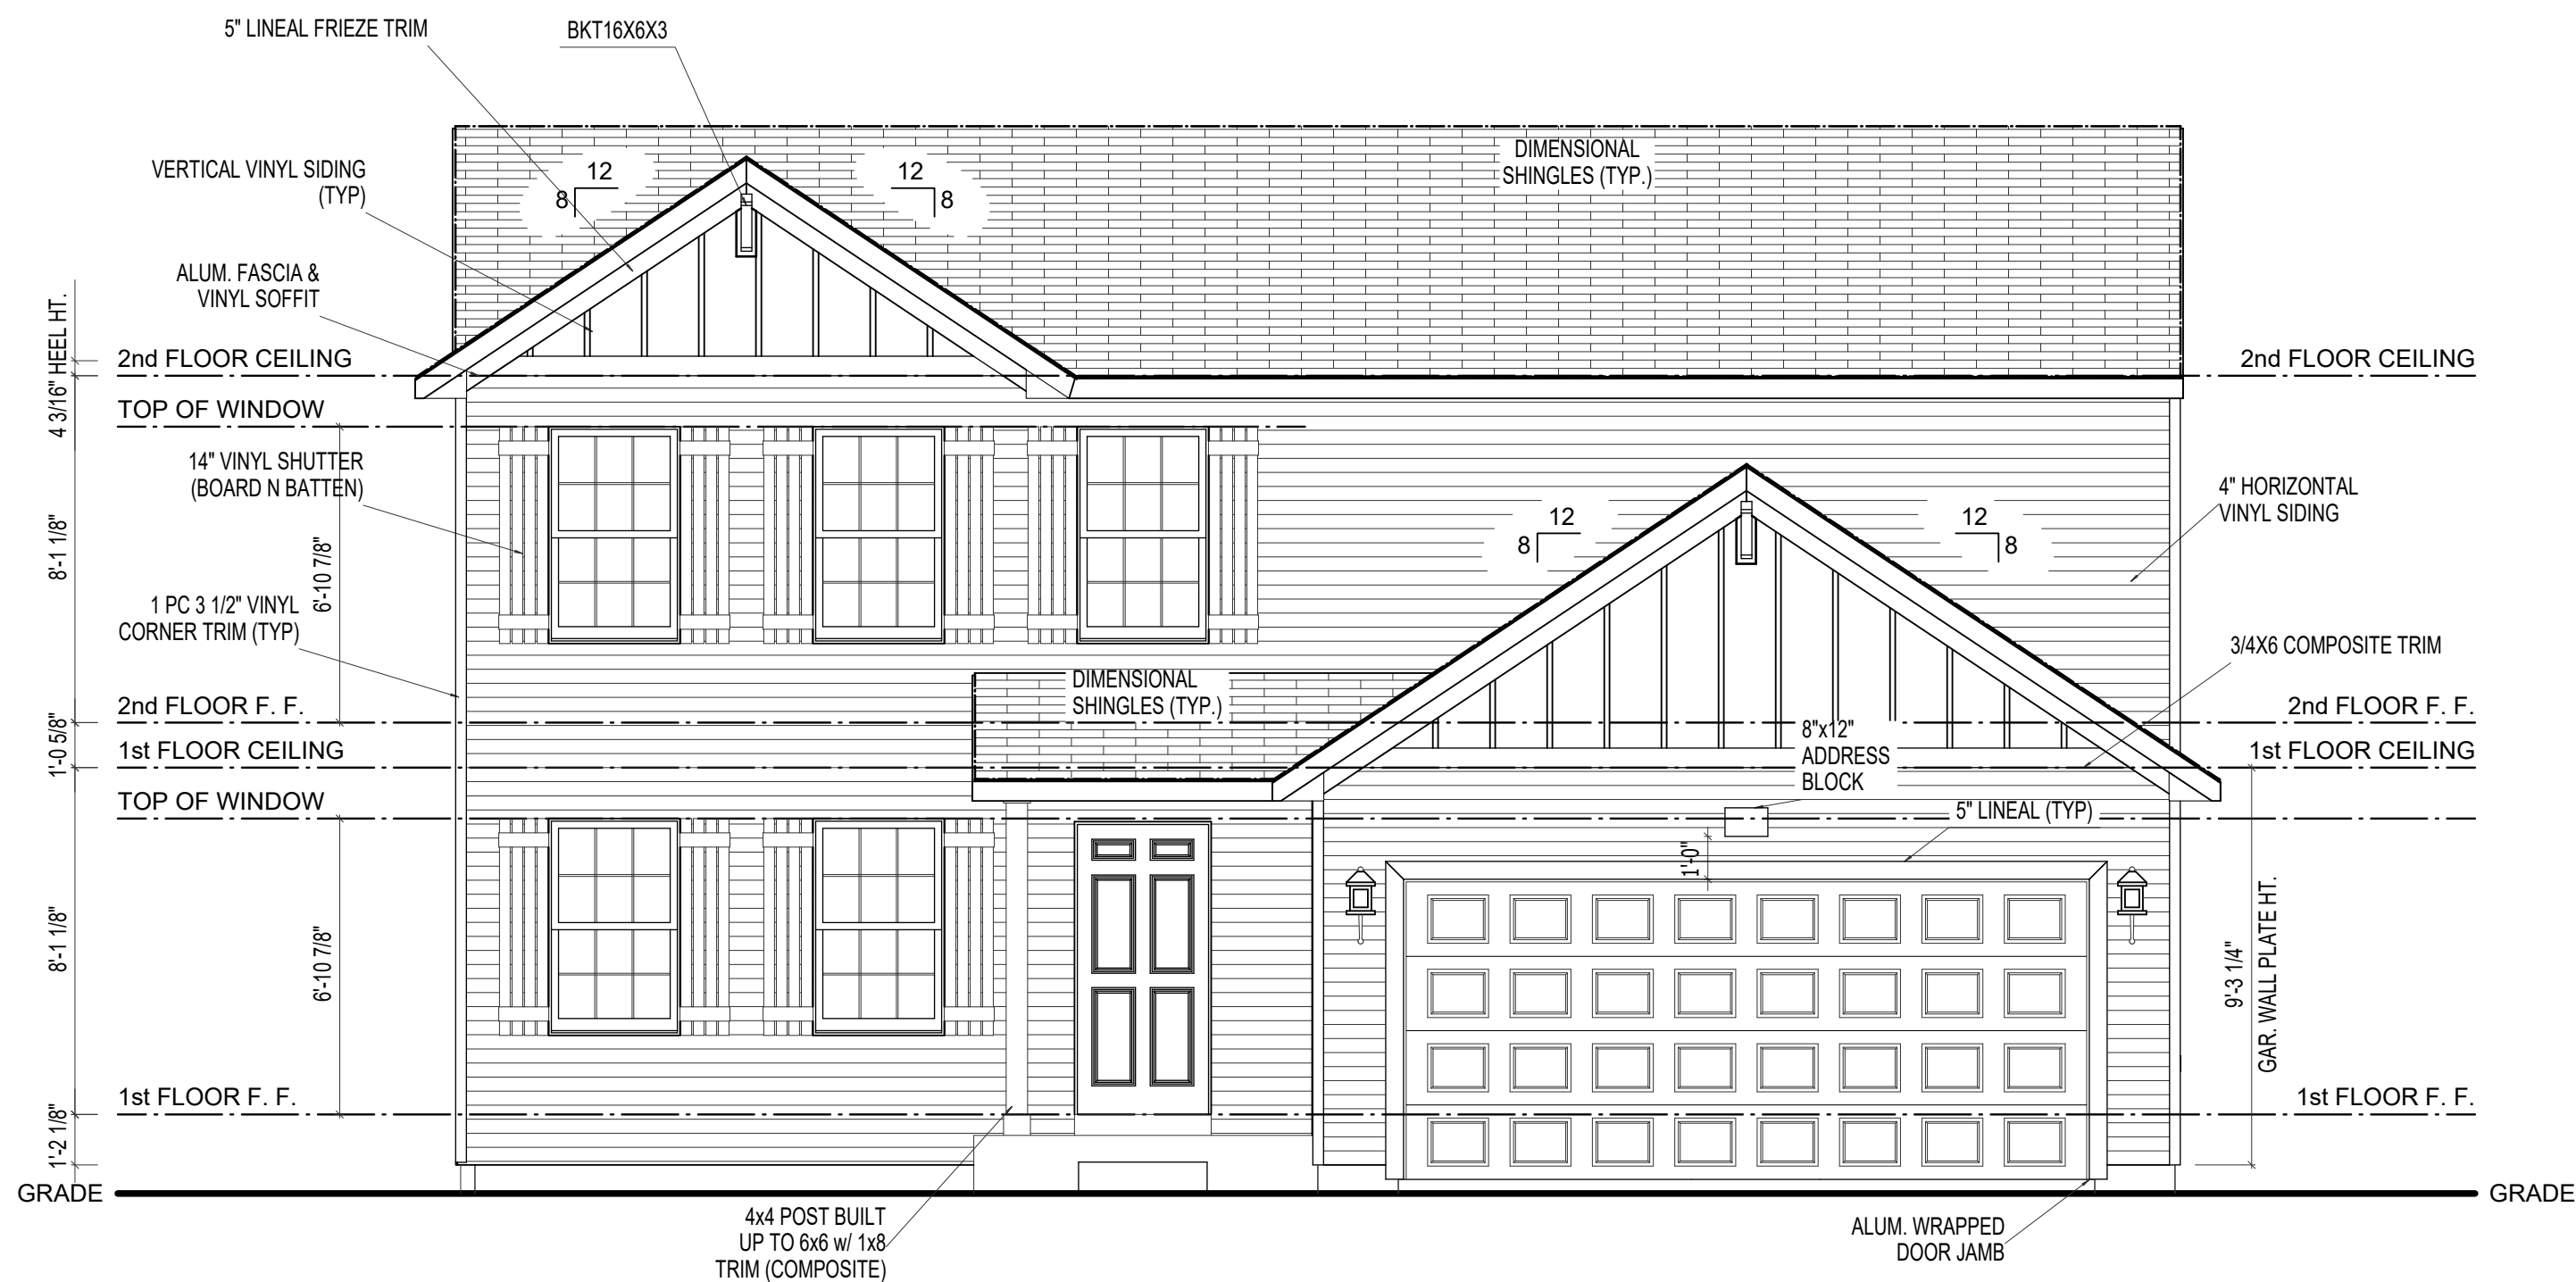 5" LINEAL FRIEZE TRIM
BKT16X6X3
VERTICAL VINYL SIDING
(TYP)
12
8
12
8
DIMENSIONAL
SHINGLES (TYP.)
ALUM. FASCIA &
VINYL SOFFIT
4 3/16" HEEL HT.
2nd FLOOR CEILING
2nd FLOOR CEILING
TOP OF WINDOW
14" VINYL SHUTTER
(BOARD N BATTEN)
8'-1 1/8"
6'-10 7/8"
12
8
12
8
4" HORIZONTAL
VINYL SIDING
1 PC 3 1/2" VINYL
CORNER TRIM (TYP)
3/4X6 COMPOSITE TRIM
DIMENSIONAL
SHINGLES (TYP.)
2nd FLOOR F. F.
2nd FLOOR F. F.
1'-0 5/8"
8"x12"
ADDRESS
BLOCK
1st FLOOR CEILING
1st FLOOR CEILING
TOP OF WINDOW
5" LINEAL (TYP)
1'-0"
8'-1 1/8"
6'-10 7/8"
9'-3 1/4"
GAR. WALL PLATE HT.
1st FLOOR F. F.
1st FLOOR F. F.
1'-2 1/8"
GRADE
GRADE
4x4 POST BUILT
UP TO 6x6 w/ 1x8
TRIM (COMPOSITE)
ALUM. WRAPPED
DOOR JAMB